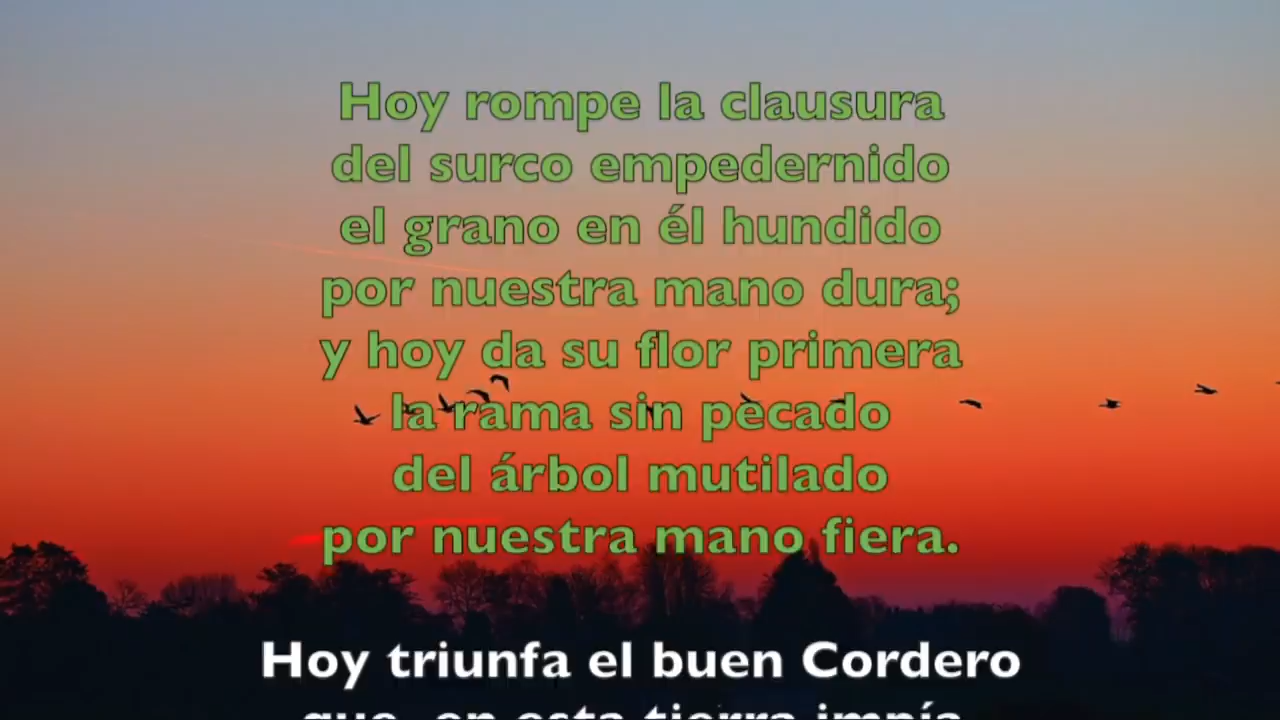 Hoy rompe la clausura
del surco empedernido
el grano en él hundido
por nuestra mano dura;
y hoy da su flor primera
la rama sin pecado
del árbol mutilado
por nuestra mano fiera.
Hoy triunfa el buen Cordero
que, en esta tierra impía